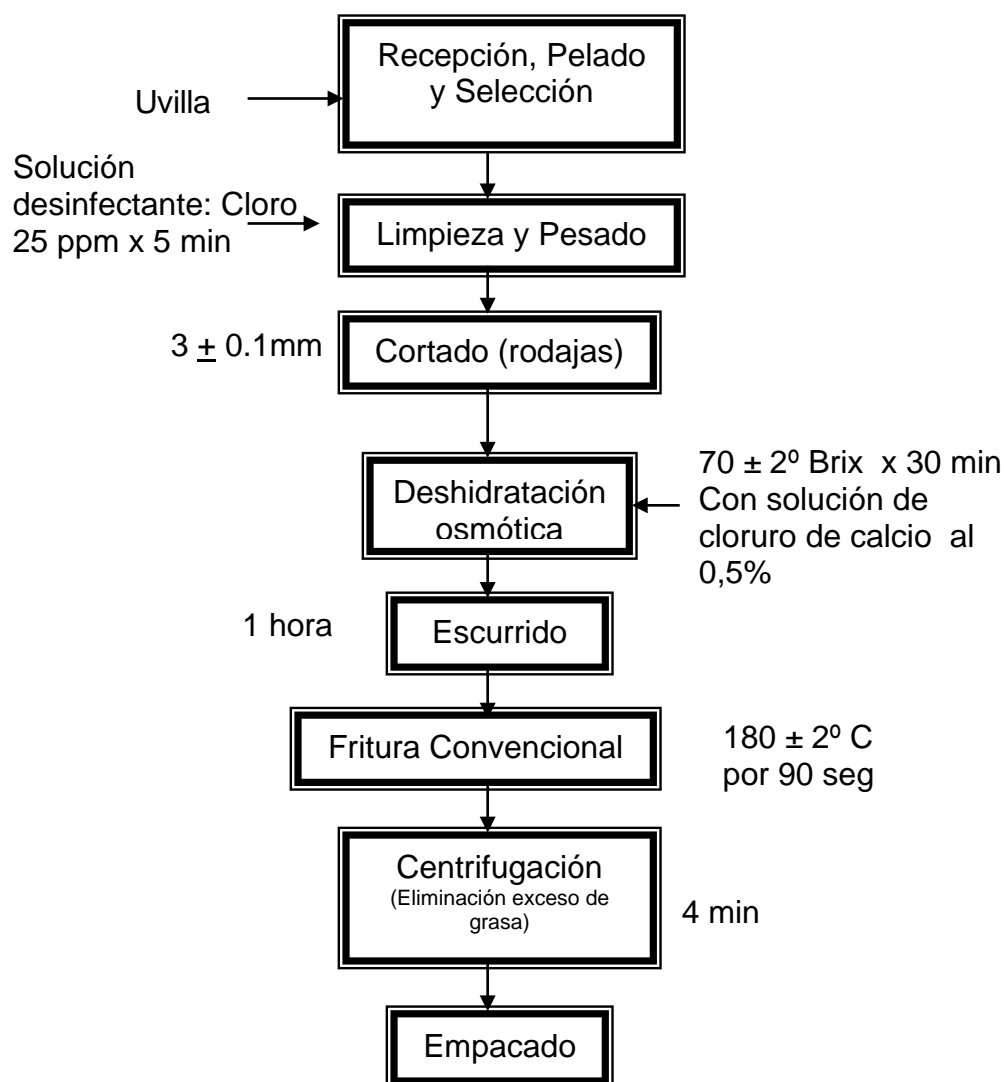 Recepción, Pelado
y Selección
Uvilla
Solución
desinfectante: Cloro
25 ppm x 5 min
Limpieza y Pesado
3 ± 0.1mm
Cortado (rodajas)
Deshidratación
osmótica
70 ± 2º Brix x 30 min
Con solución de
cloruro de calcio al
0,5%
1 hora
Escurrido
Fritura Convencional
180 ± 2º C
por 90 seg
Centrifugación
(Eliminación exceso de
grasa)
4 min
Empacado